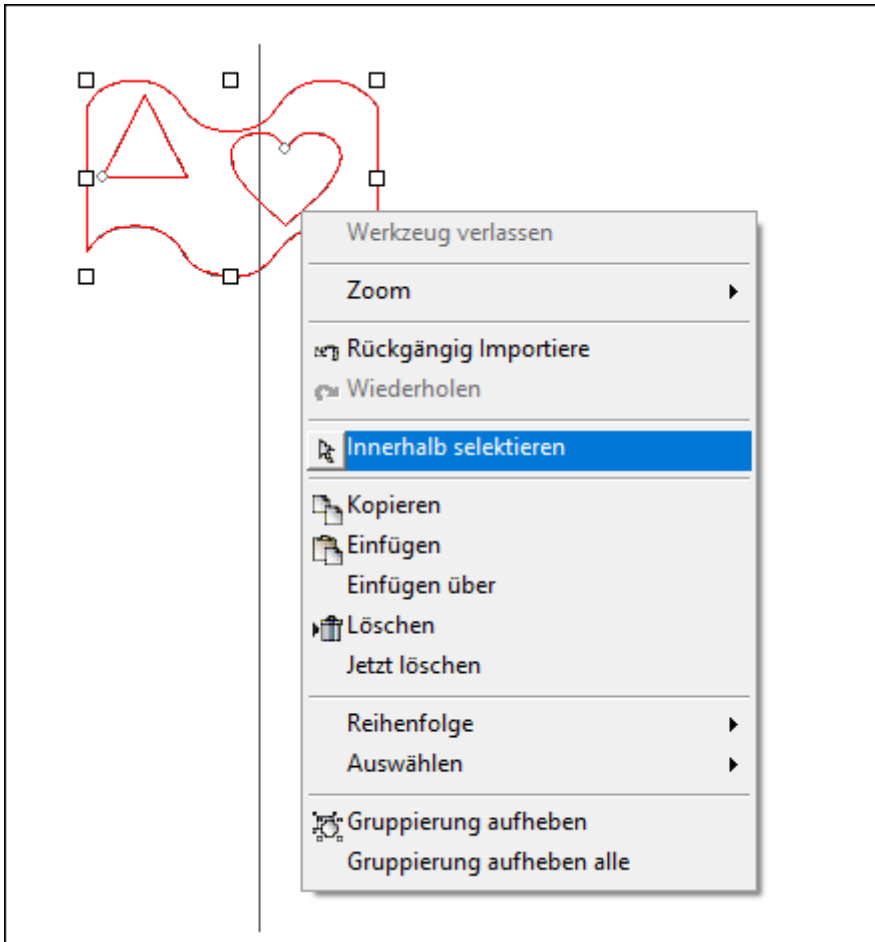 Werkzeug verlassen
Zoom
Rückgängig Importiere
Wiederholen
Innerhalb selektieren
Kopieren
Einfügen
Einfügen über
Löschen
Jetzt löschen
Reihenfolge
Auswählen
Gruppierung aufheben
Gruppierung aufheben alle